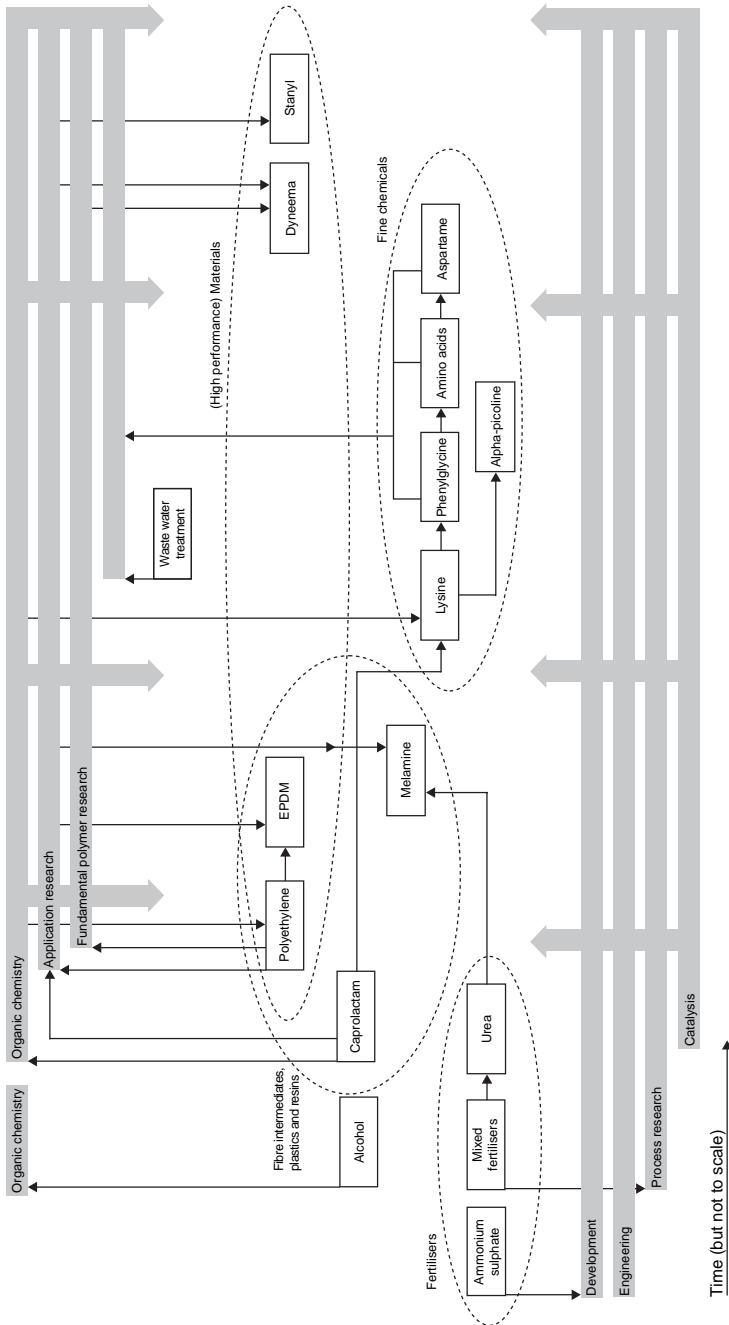 Organic chemistry
Organic chemistry
Application research
Fundamental polymer research
Waste water
treatment
(High performance) Materials
Polyethylene
EPDM
Dyneema
Stanyl
Fibre intermediates,
plastics and resins
Alcohol
Caprolactam
Melamine
Fine chemicals
Lysine
Phenylglycine
Amino acids
Aspartame
Alpha-picoline
Fertilisers
Ammonium
sulphate
Mixed
fertilisers
Urea
Development
Engineering
Process research
Catalysis
Time (but not to scale)